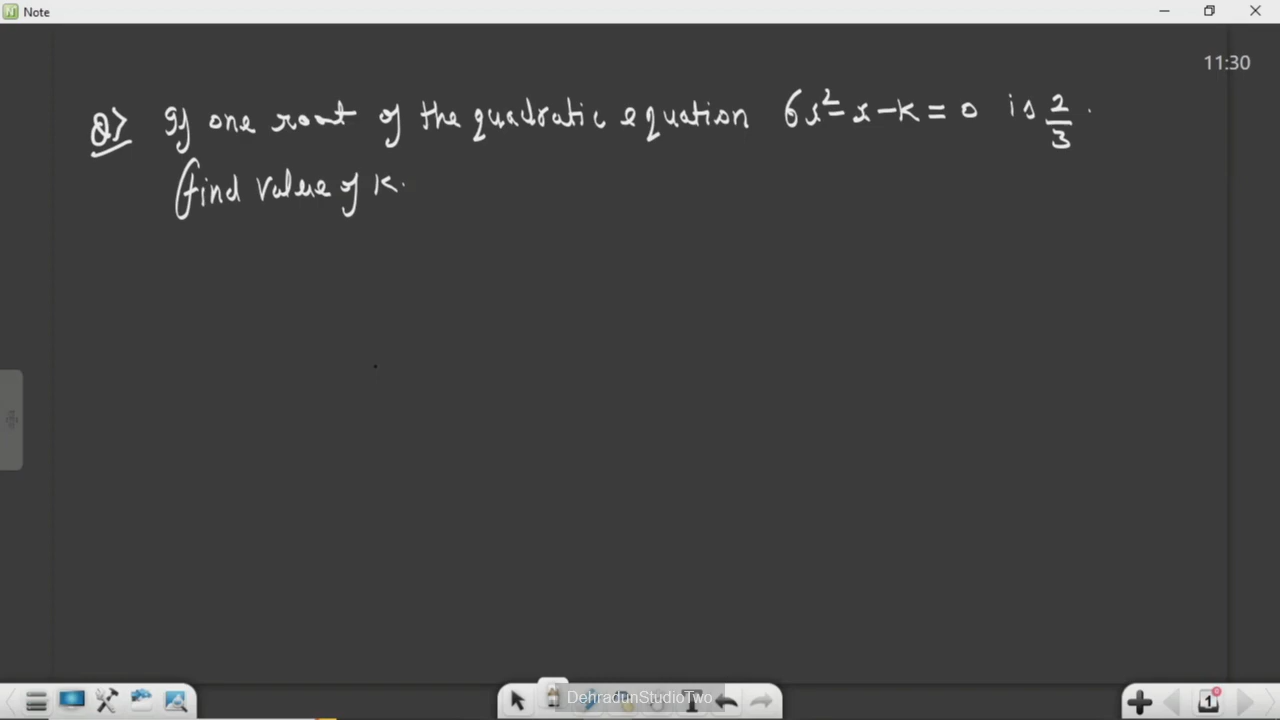 Note
11:30
Q> If one root of the quadratic equation 6x² - x - k = 0 is 2/3.
find value of k.
DehradunStudioTwo
1